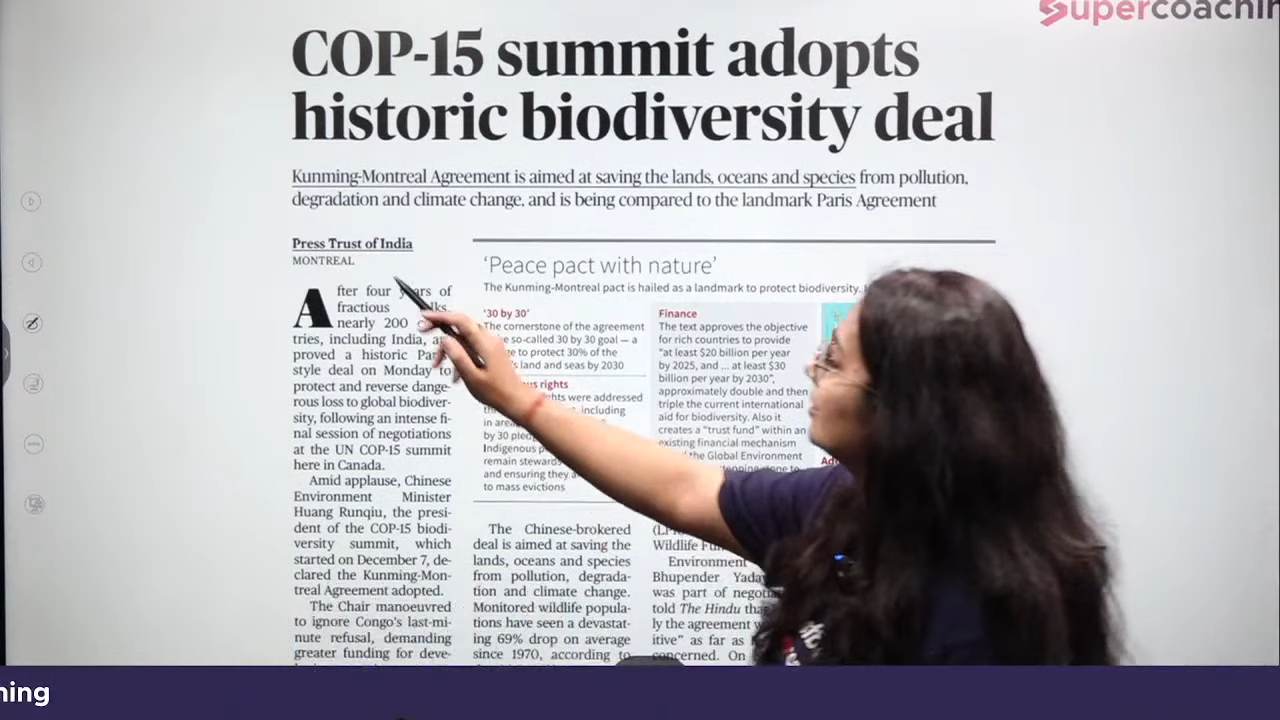 Supercoachin
COP-15 summit adopts
historic biodiversity deal
Kunming-Montreal Agreement is aimed at saving the lands, oceans and species from pollution,
degradation and climate change, and is being compared to the landmark Paris Agreement
Press Trust of India
MONTREAL
After four years of
fractious
nearly 200
tries, including India,
proved a historic
style deal on Monday to
protect and reverse dange-
rous loss to global biodiver-
sity, following an intense fi-
nal session of negotiations
at the UN COP-15 summit
here in Canada.
Amid applause, Chinese
Environment Minister
Huang Runqiu, the presi-
dent of the COP-15 biodi-
versity summit, which
started on December 7, de-
clared the Kunming-Mon-
treal Agreement adopted.
The Chair manoeuvred
to ignore Congo's last-mi-
nute refusal, demanding
greater funding for deve-
'Peace pact with nature'
The Kunming-Montreal pact is hailed as a landmark to protect biodiversity.
'30 by 30'
The cornerstone of the agreement
so-called 30 by 30 goal — a
to protect 30% of the
land and seas by 2030
rights
were addressed
including
in
by 30
Indigenous
remain
and ensuring they
to mass evictions
Finance
The text approves the objective
for rich countries to provide
"at least $20 billion per year
by 2025, and ... at least $30
billion per year by 2030",
approximately double and then
triple the current international
aid for biodiversity. Also it
creates a "trust fund" within an
existing financial mechanism
the Global Environment
to
The Chinese-brokered
deal is aimed at saving the
lands, oceans and species
from pollution, degrada-
tion and climate change.
Monitored wildlife popula-
tions have seen a devastat-
ing 69% drop on average
since 1970, according to
Wildlife
Environment
Bhupender
was part of
told The Hindu
ly the agreement
itive" as far as
concerned. On
ning